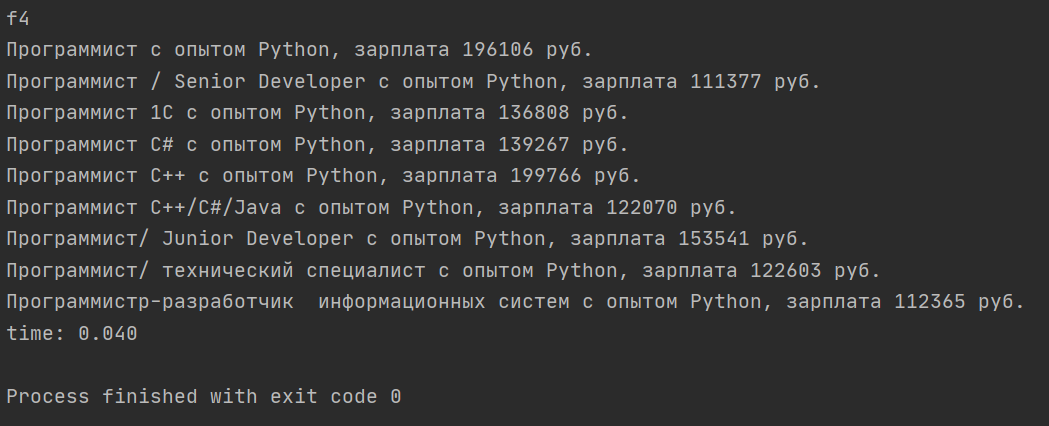 f4
Программист с опытом Python, зарплата 196106 руб.
Программист / Senior Developer с опытом Python, зарплата 111377 руб.
Программист 1С с опытом Python, зарплата 136808 руб.
Программист C# с опытом Python, зарплата 139267 руб.
Программист C++ с опытом Python, зарплата 199766 руб.
Программист C++/C#/Java с опытом Python, зарплата 122070 руб.
Программист/ Junior Developer с опытом Python, зарплата 153541 руб.
Программист/ технический специалист с опытом Python, зарплата 122603 руб.
Программистр-разработчик  информационных систем с опытом Python, зарплата 112365 руб.
time: 0.040
Process finished with exit code 0